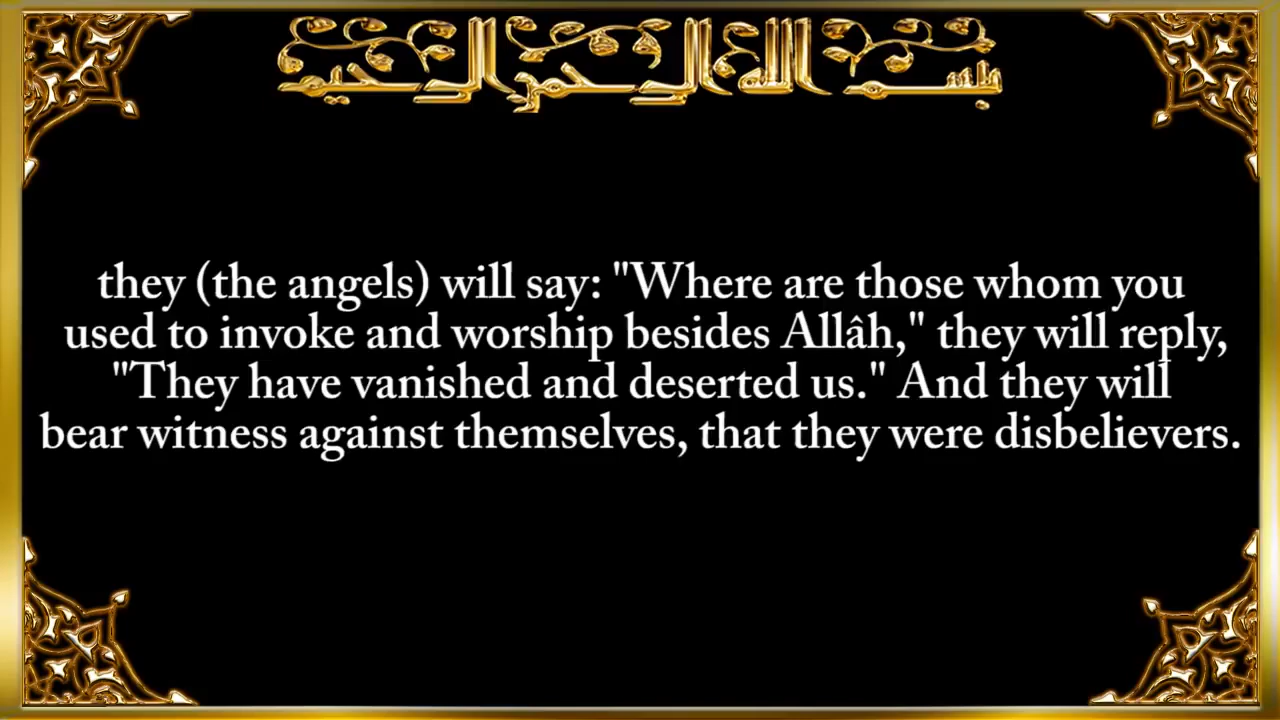 بسم الله الرحمن الرحيم
they (the angels) will say: "Where are those whom you
used to invoke and worship besides Allâh," they will reply,
"They have vanished and deserted us." And they will
bear witness against themselves, that they were disbelievers.